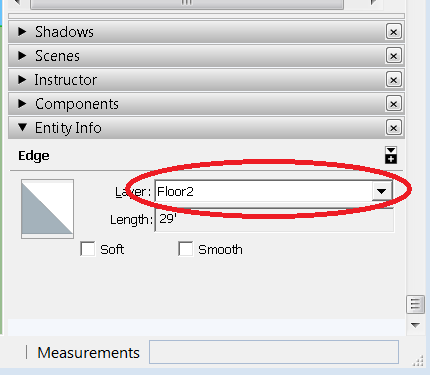 Shadows
Scenes
Instructor
Components
Entity Info
Edge
Layer: Floor2
Length: 29'
Soft Smooth
Measurements